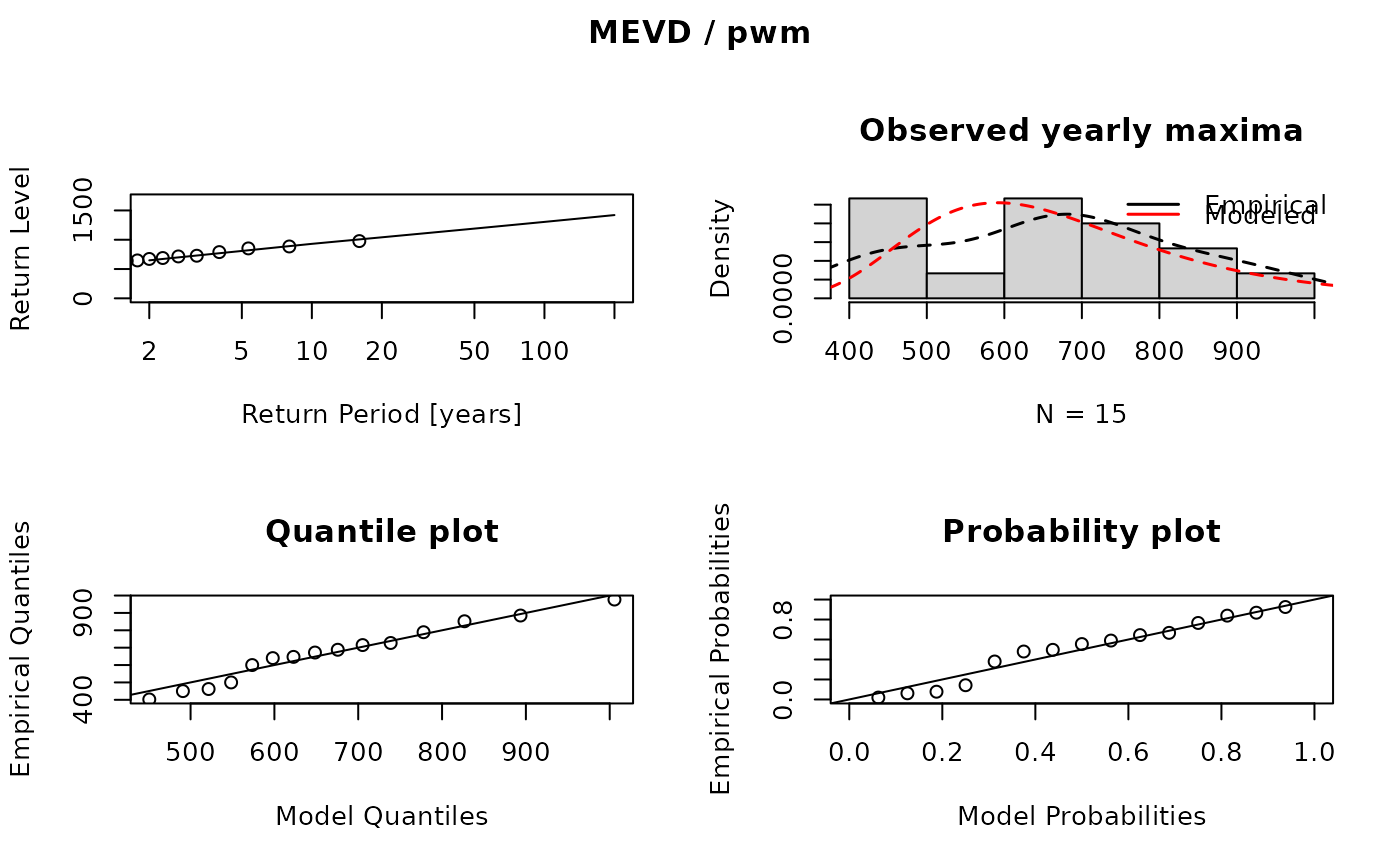 MEVD / pwm
Return Level
0
1500
2 5 10 20 50 100
Return Period [years]
Observed yearly maxima
Density
0.0000
Empirical
Modeled
400 500 600 700 800 900
N = 15
Quantile plot
Empirical Quantiles
400
900
500 600 700 800 900
Model Quantiles
Probability plot
Empirical Probabilities
0.0
0.8
0.0 0.2 0.4 0.6 0.8 1.0
Model Probabilities